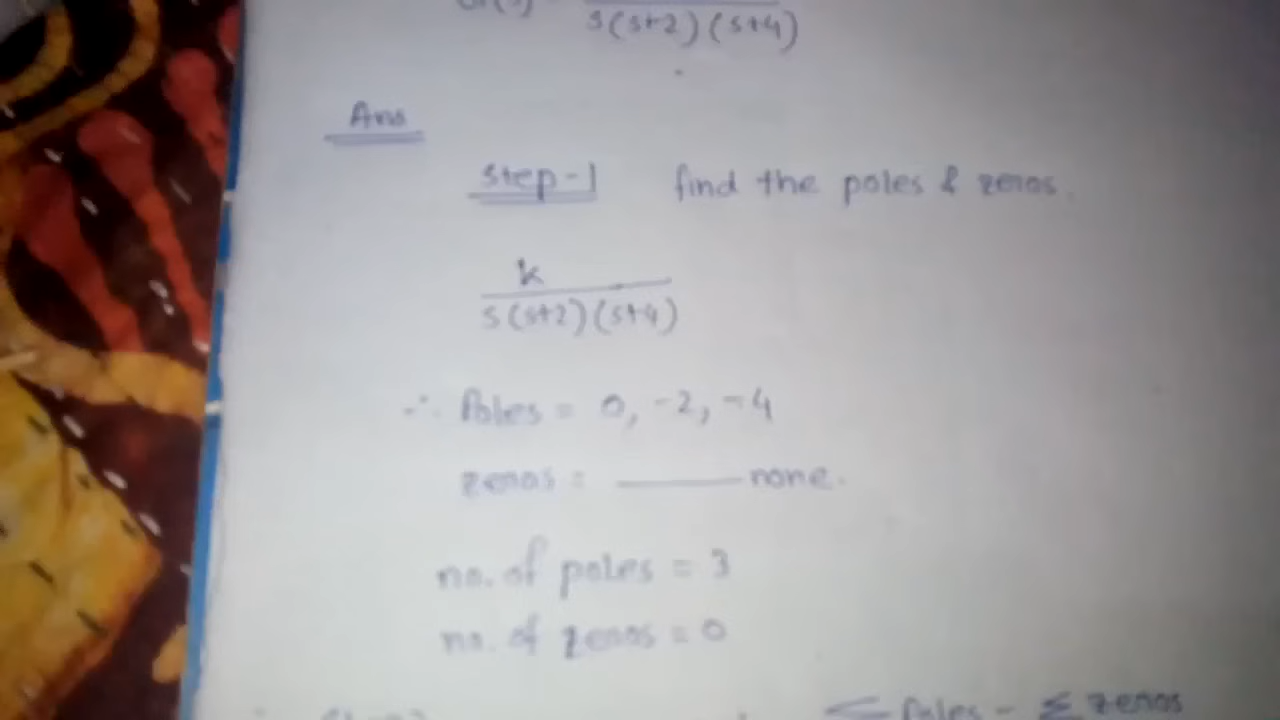 s(s+2)(s+4)
Ans
step-1 find the poles & zeros.
k
s(s+2)(s+4)
∴ Poles = 0, -2, -4
zeros = ——— none.
no. of poles = 3
no. of zeros = 0
Σ Poles - Σ zeros